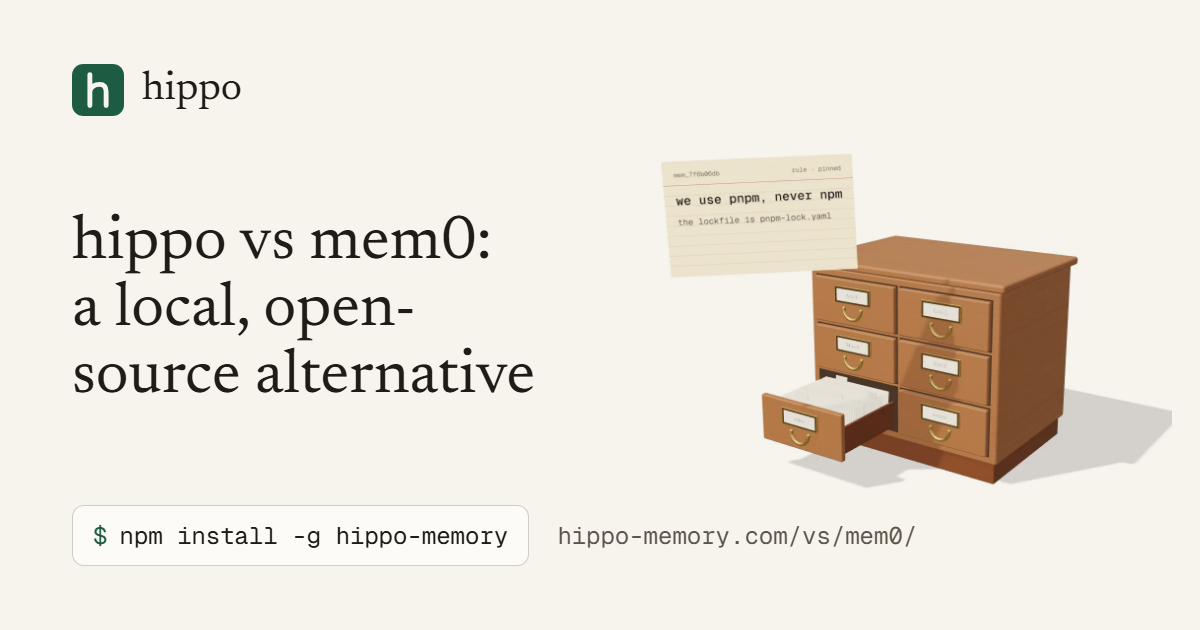 h hippo
mem_7f6b06db
rule · pinned
we use pnpm, never npm
the lockfile is pnpm-lock.yaml
hippo vs mem0:
a local, open-
source alternative
$ npm install -g hippo-memory
hippo-memory.com/vs/mem0/